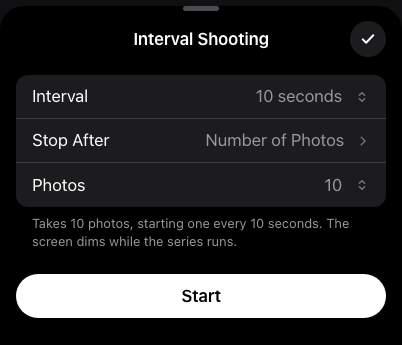 Interval Shooting
Interval 10 seconds
Stop After Number of Photos
Photos 10
Takes 10 photos, starting one every 10 seconds. The
screen dims while the series runs.
Start